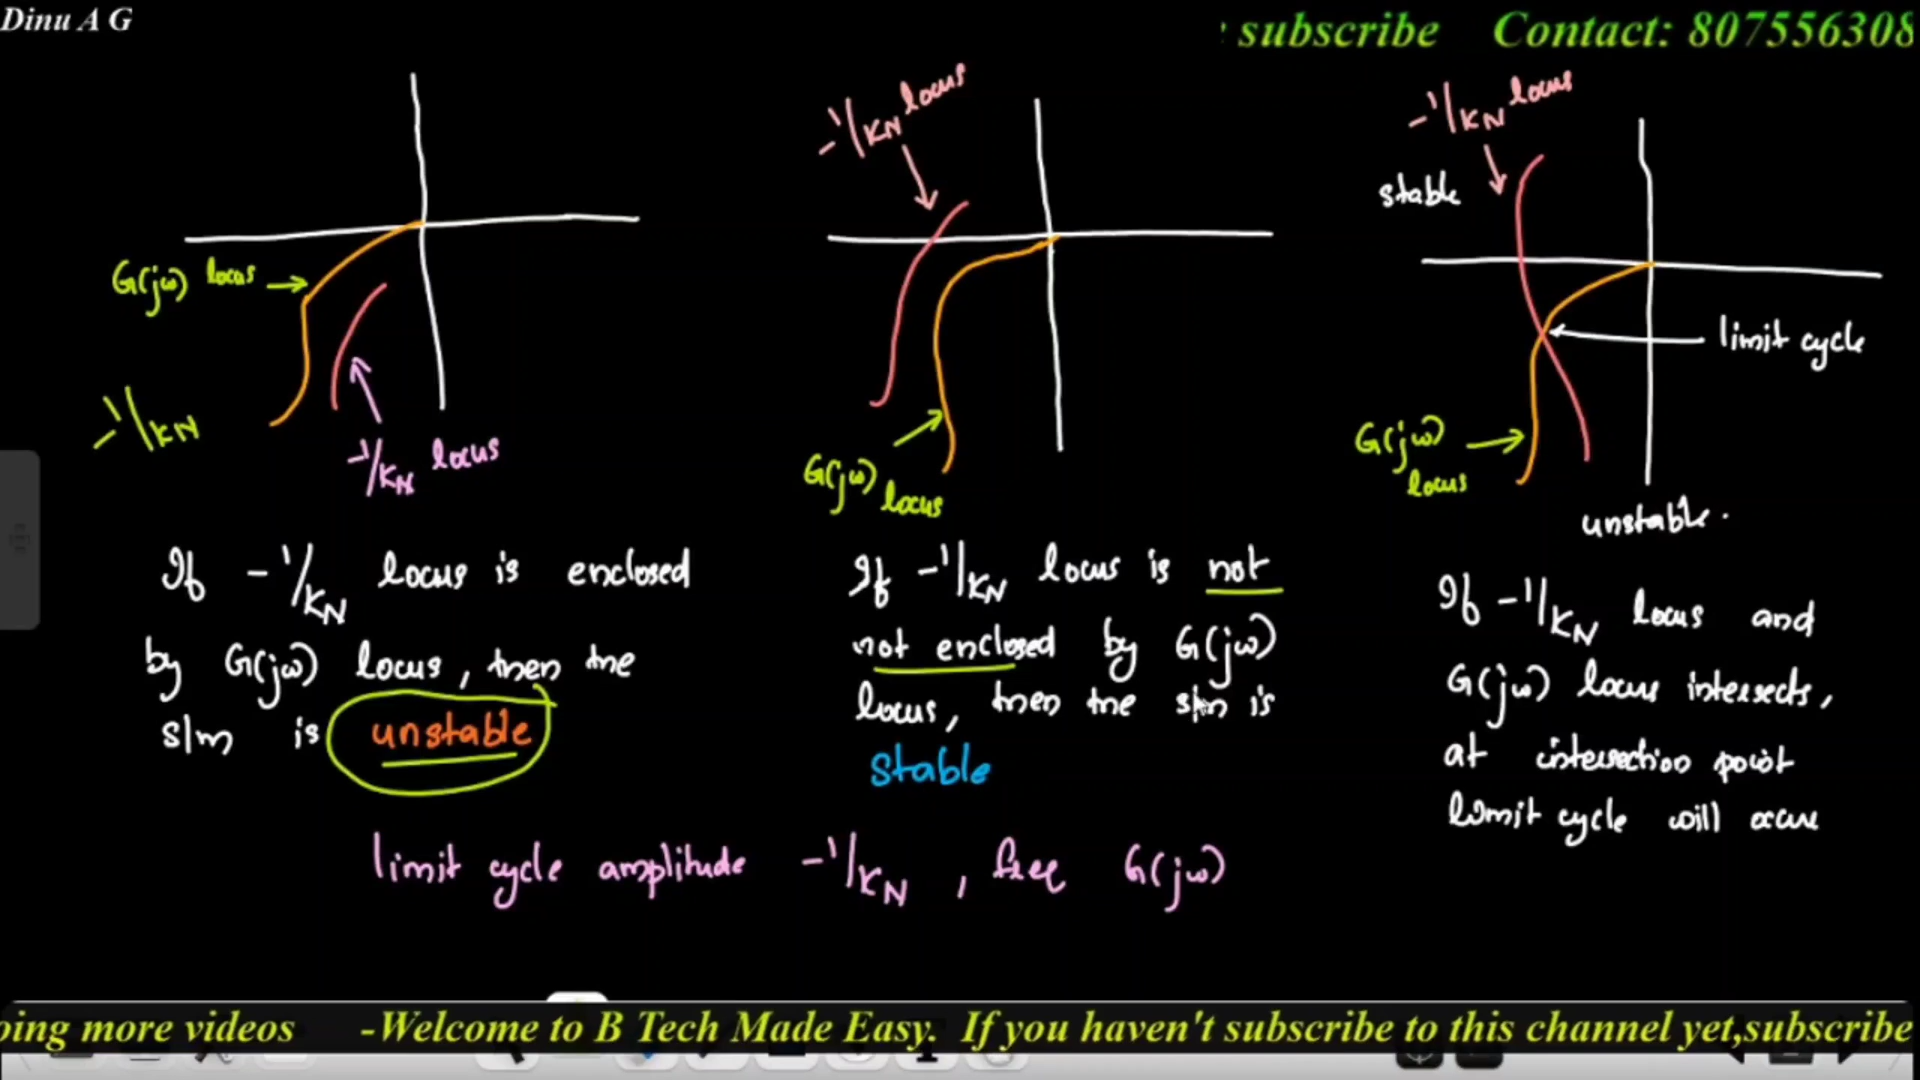 Dinu A G
subscribe Contact: 807556308
-1/KN locus
G(jω) locus
-1/KN
-1/KN locus
If -1/KN locus is enclosed
by G(jω) locus, then the
s/m is unstable
-1/KN locus
G(jω) locus
If -1/KN locus is not
not enclosed by G(jω)
locus, then the s/m is
stable
-1/KN locus
stable
limit cycle
G(jω)
locus
unstable.
If -1/KN locus and
G(jω) locus intersects,
at intersection point
limit cycle will occur
limit cycle amplitude -1/KN, freq G(jω)
oing more videos -Welcome to B Tech Made Easy. If you haven't subscribe to this channel yet,subscribe